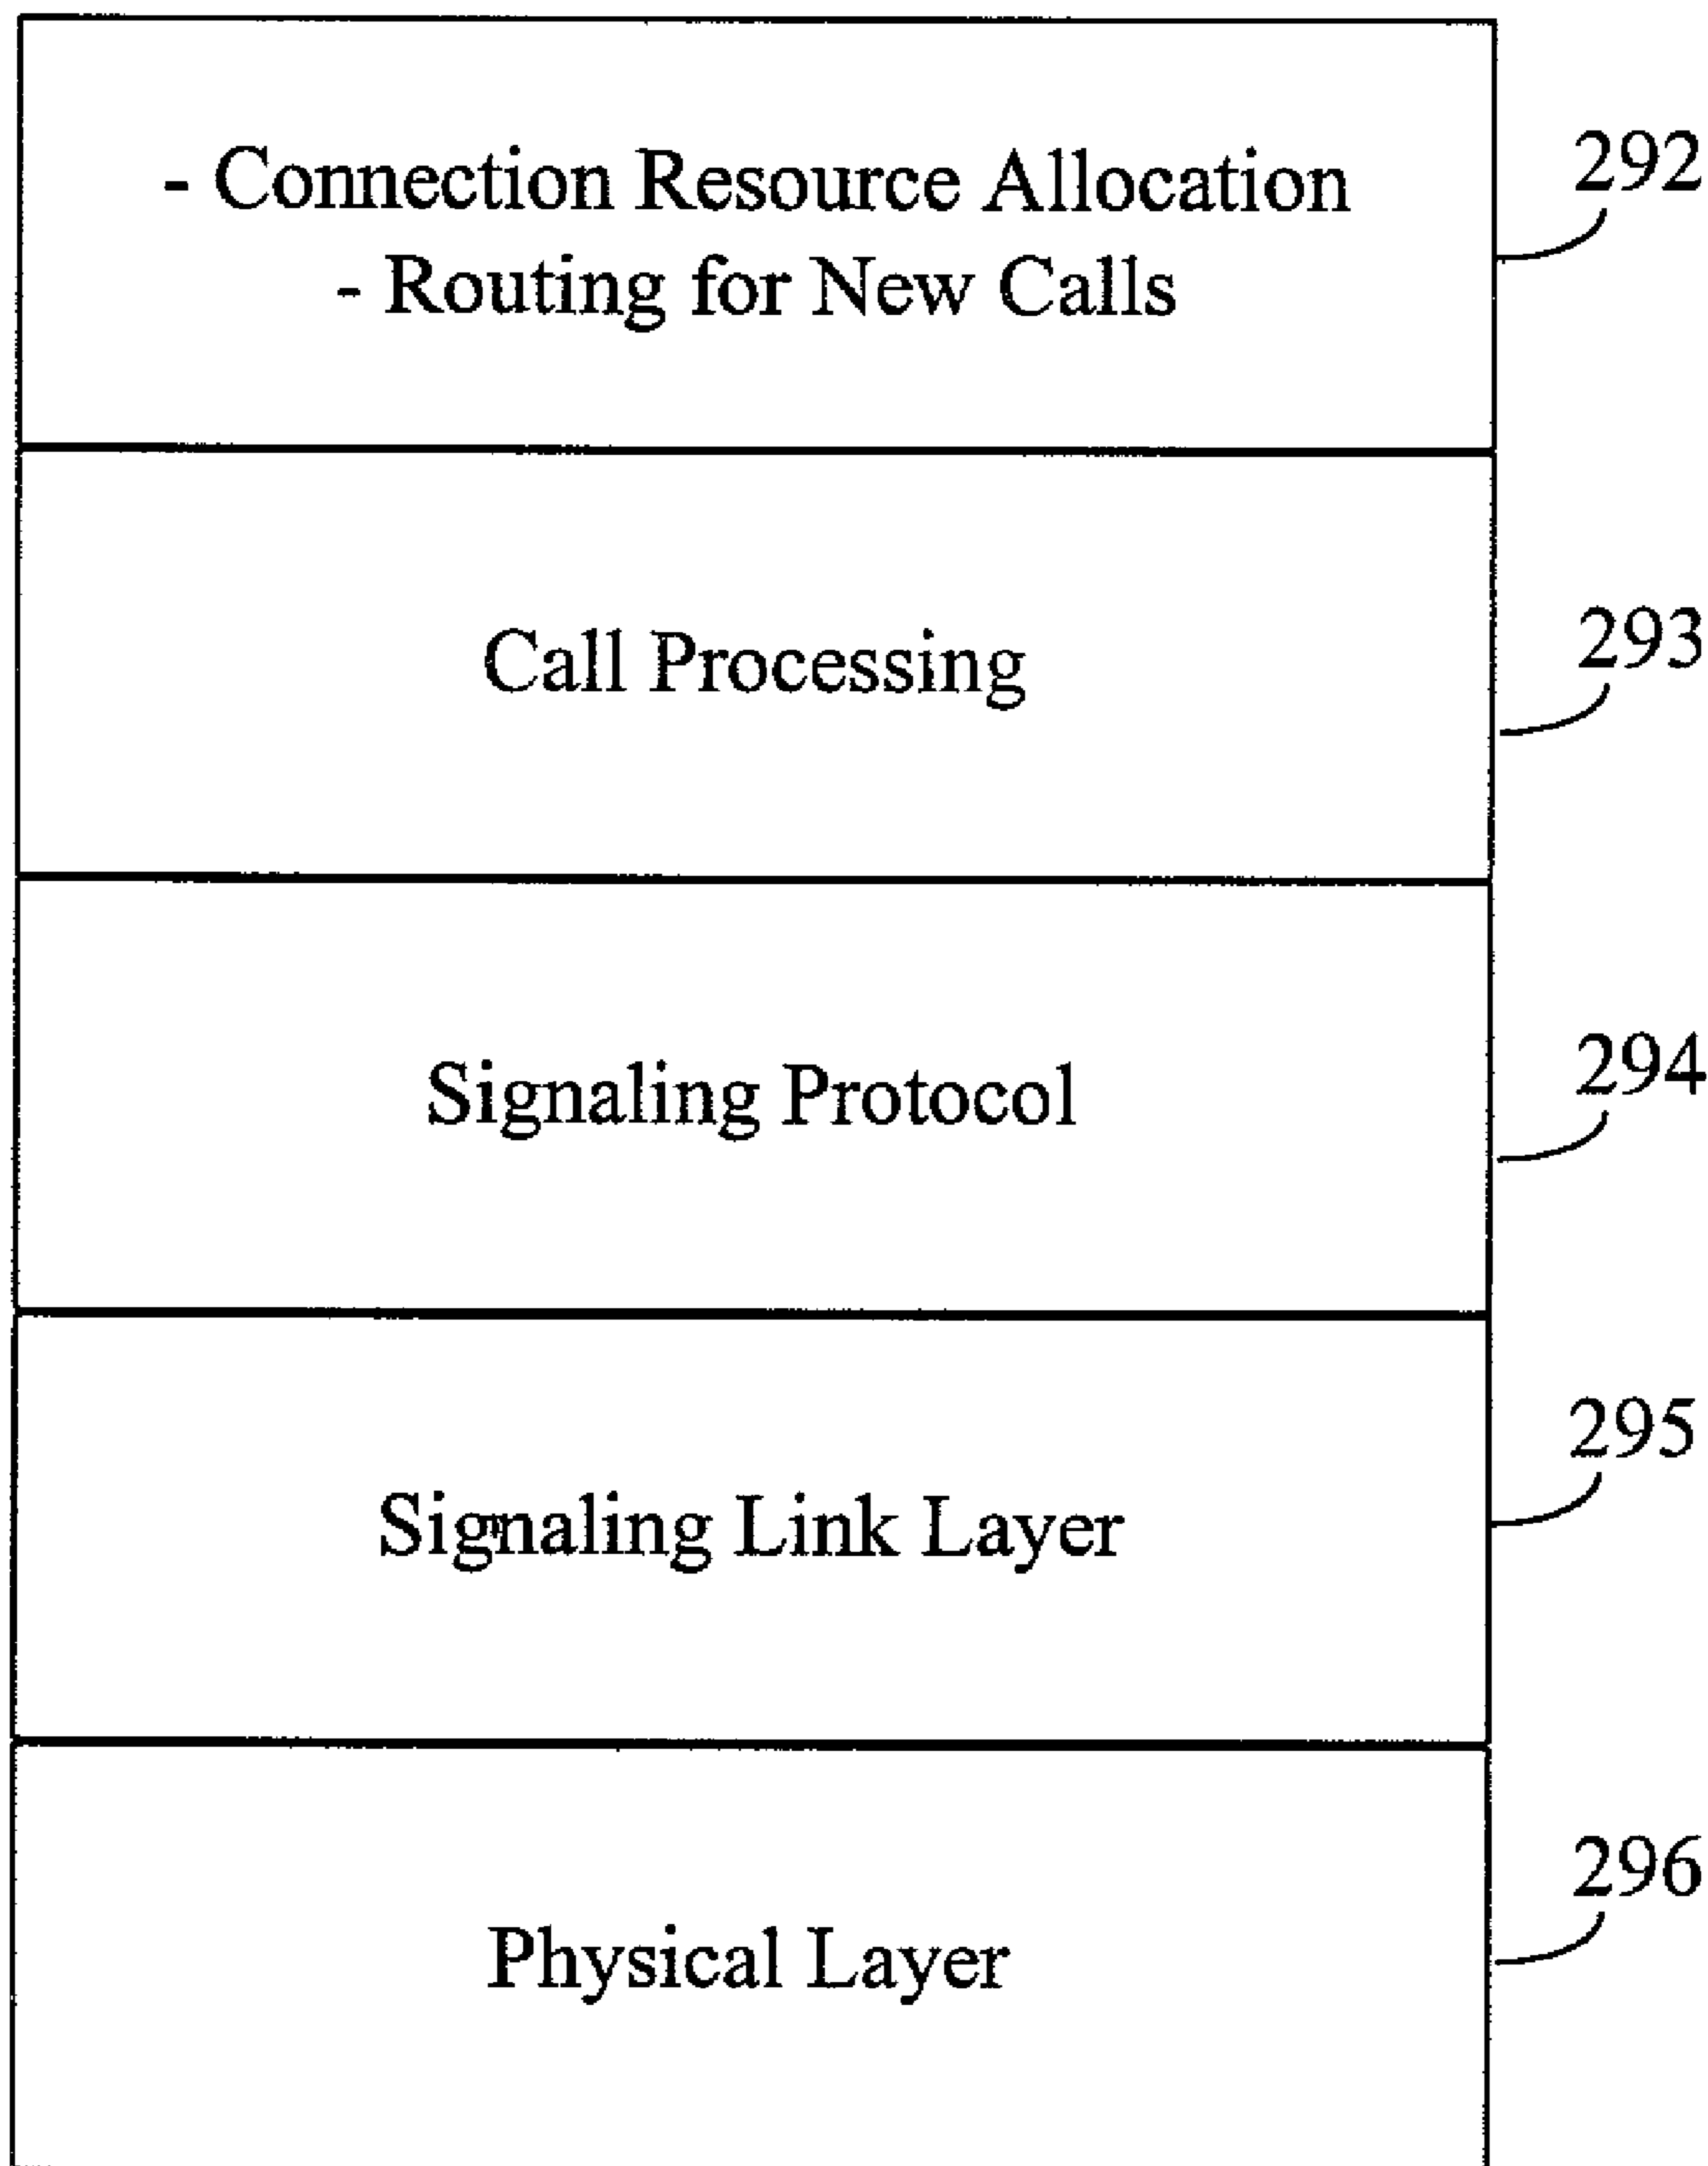 - Connection Resource Allocation
- Routing for New Calls
292
Call Processing
293
Signaling Protocol
294
Signaling Link Layer
295
Physical Layer
296